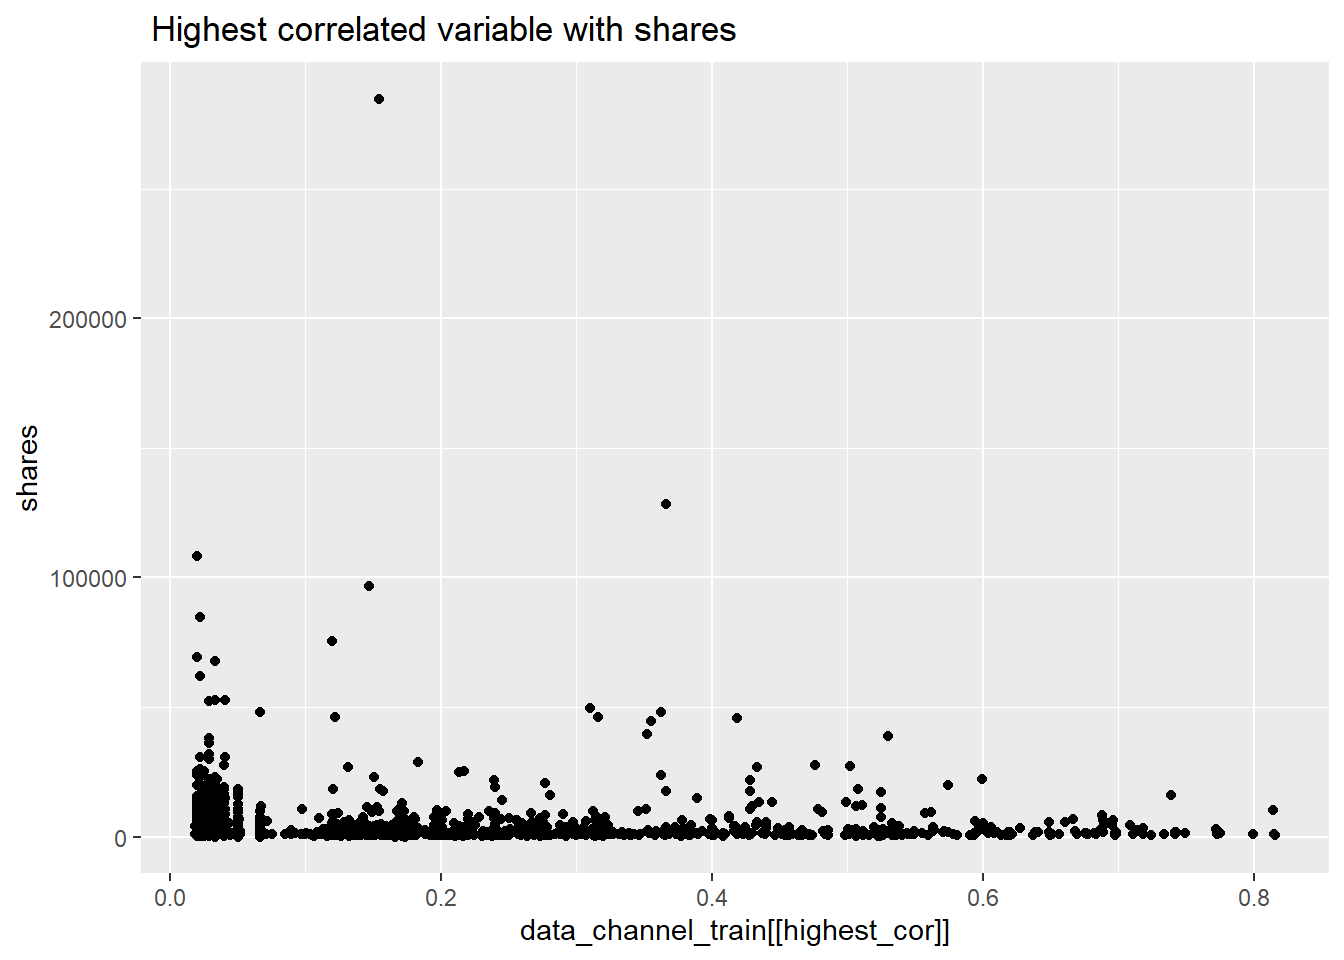 Highest correlated variable with shares
shares
200000
100000
0
0.0
0.2
0.4
0.6
0.8
data_channel_train[[highest_cor]]